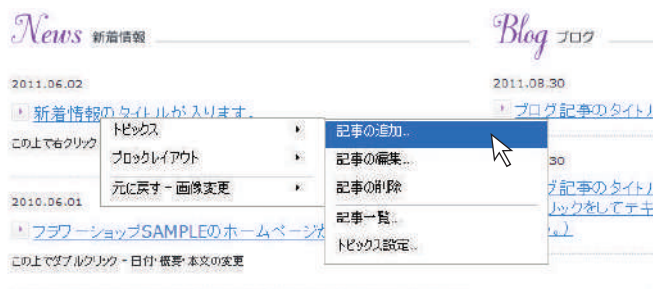 News 新着情報
2011.06.02
新着情報のタイトルが入ります。
この上で右クリック
2010.06.01
フラワーショップSAMPLEのホームページが
この上でダブルクリック - 日付・概要・本文の変更
トピックス
ブロックレイアウト
元に戻す - 画像変更
記事の追加...
記事の編集...
記事の削除
記事一覧...
トピックス設定...
Blog ブログ
2011.08.30
ブログ記事のタイトル
30
ブ記事のタイトル
リックをしてテキ
。)